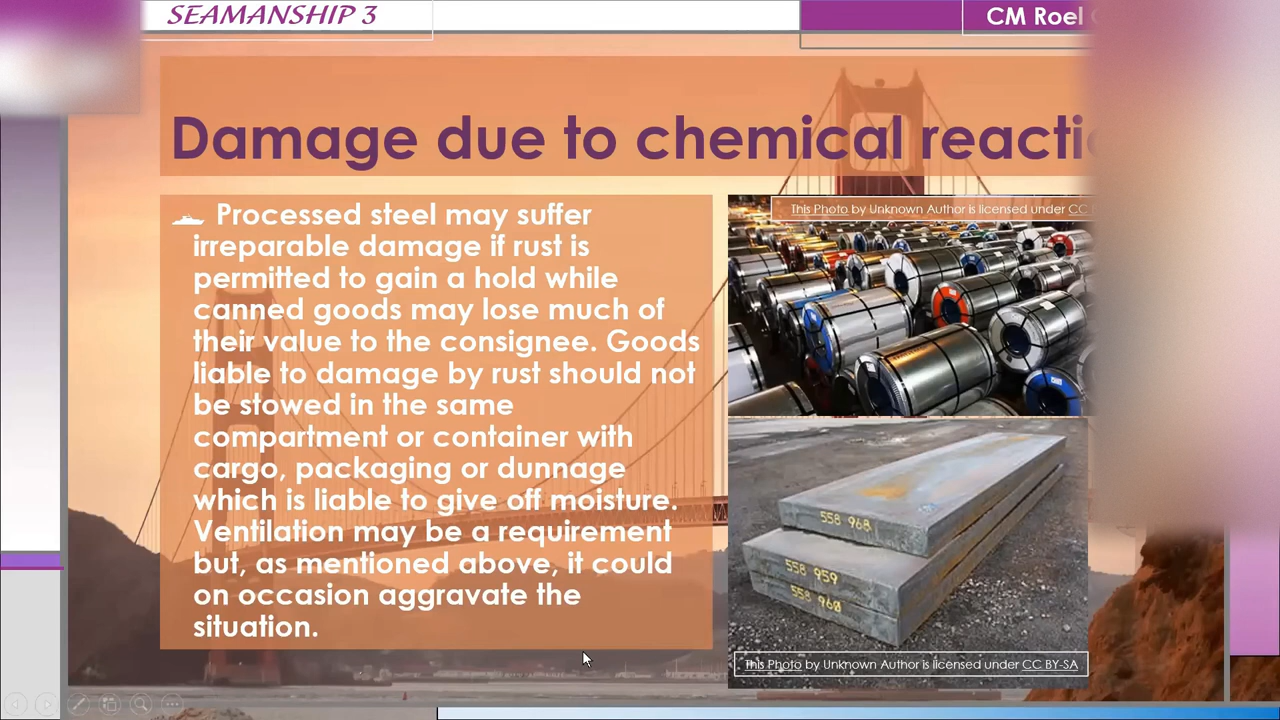 SEAMANSHIP 3
CM Roel
Damage due to chemical
Processed steel may suffer
irreparable damage if rust is
permitted to gain a hold while
canned goods may lose much of
their value to the consignee. Goods
liable to damage by rust should not
be stowed in the same
compartment or container with
cargo, packaging or dunnage
which is liable to give off moisture.
Ventilation may be a requirement
but, as mentioned above, it could
on occasion aggravate the
situation.
This Photo by Unknown Author is licensed under CC
558 968
558 959
558 960
This Photo by Unknown Author is licensed under CC BY-SA